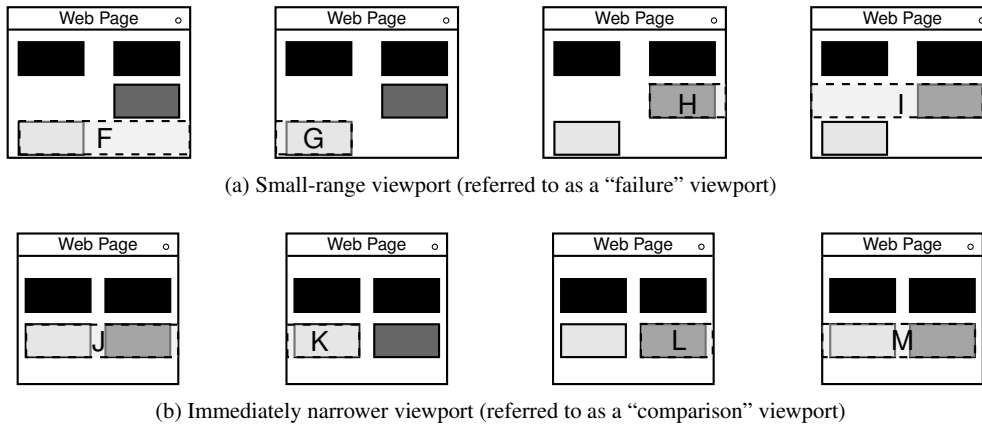 Web Page
Web Page
Web Page
Web Page
F
G
H
I
(a) Small-range viewport (referred to as a “failure” viewport)
Web Page
Web Page
Web Page
Web Page
J
K
L
M
(b) Immediately narrower viewport (referred to as a “comparison” viewport)